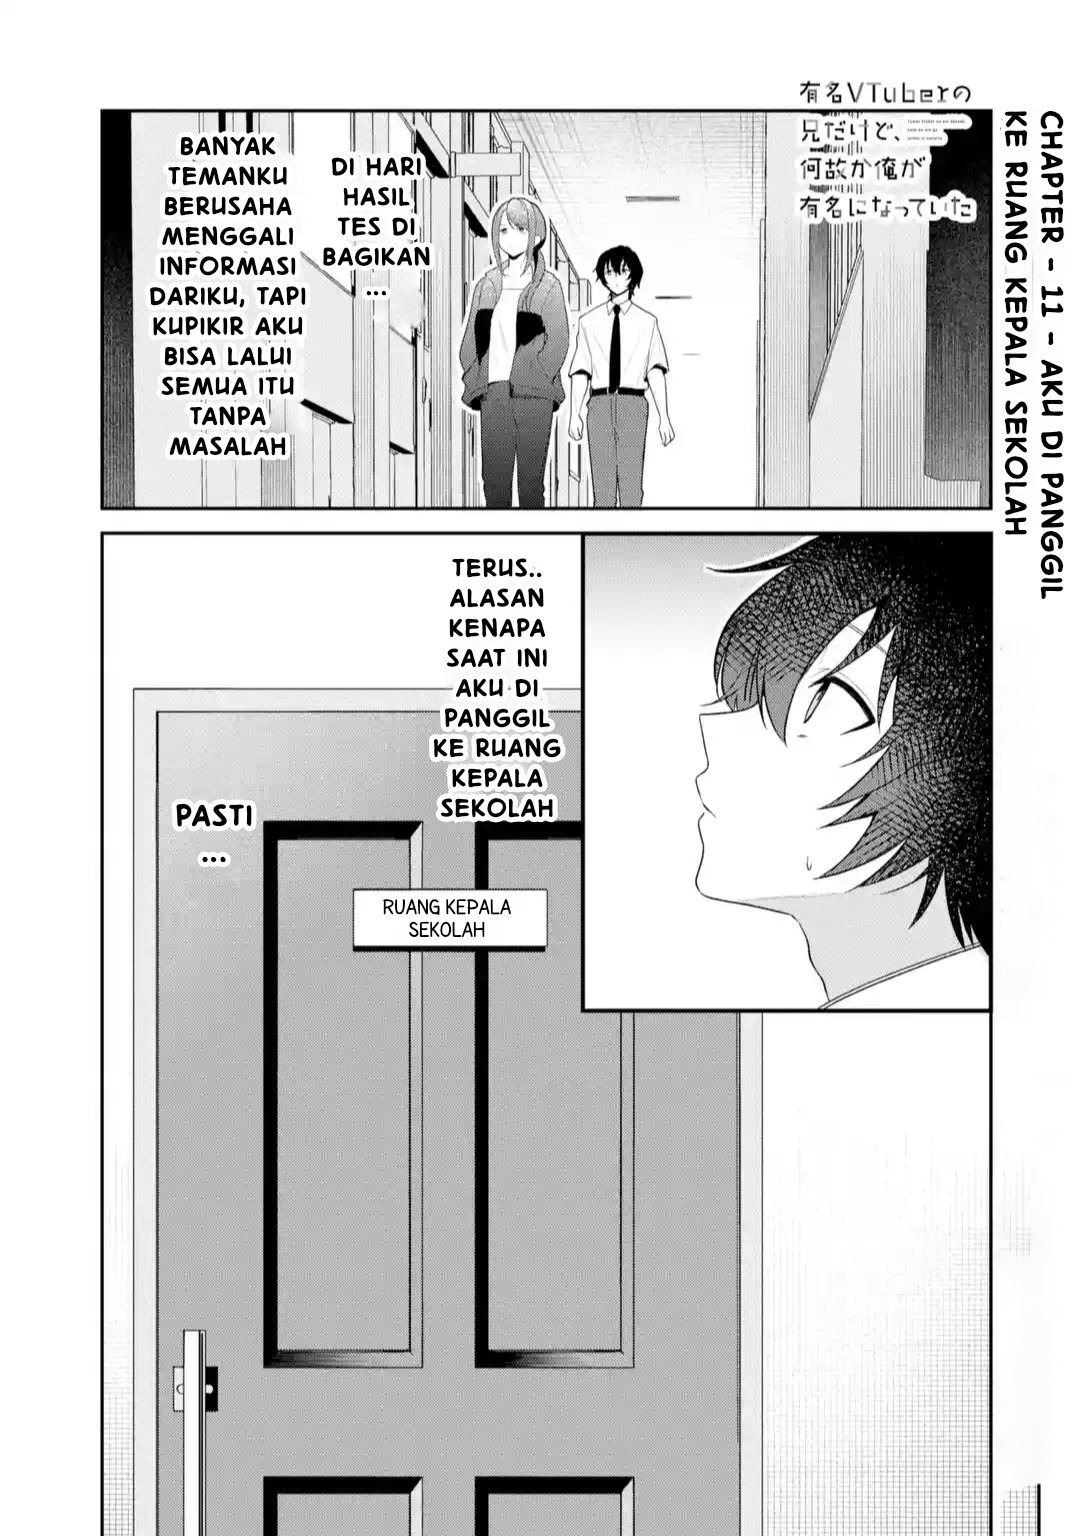 有名VTuberの
兄だけど、
何故か俺が
有名になっていた
CHAPTER - 11 - AKU DI PANGGIL
KE RUANG KEPALA SEKOLAH
DI HARI
HASIL
TES DI
BAGIKAN
...
BANYAK
TEMANKU
BERUSAHA
MENGGALI
INFORMASI
DARIKU, TAPI
KUPIKIR AKU
BISA LALUI
SEMUA ITU
TANPA
MASALAH
TERUS..
ALASAN
KENAPA
SAAT INI
AKU DI
PANGGIL
KE RUANG
KEPALA
SEKOLAH
PASTI
...
RUANG KEPALA
SEKOLAH